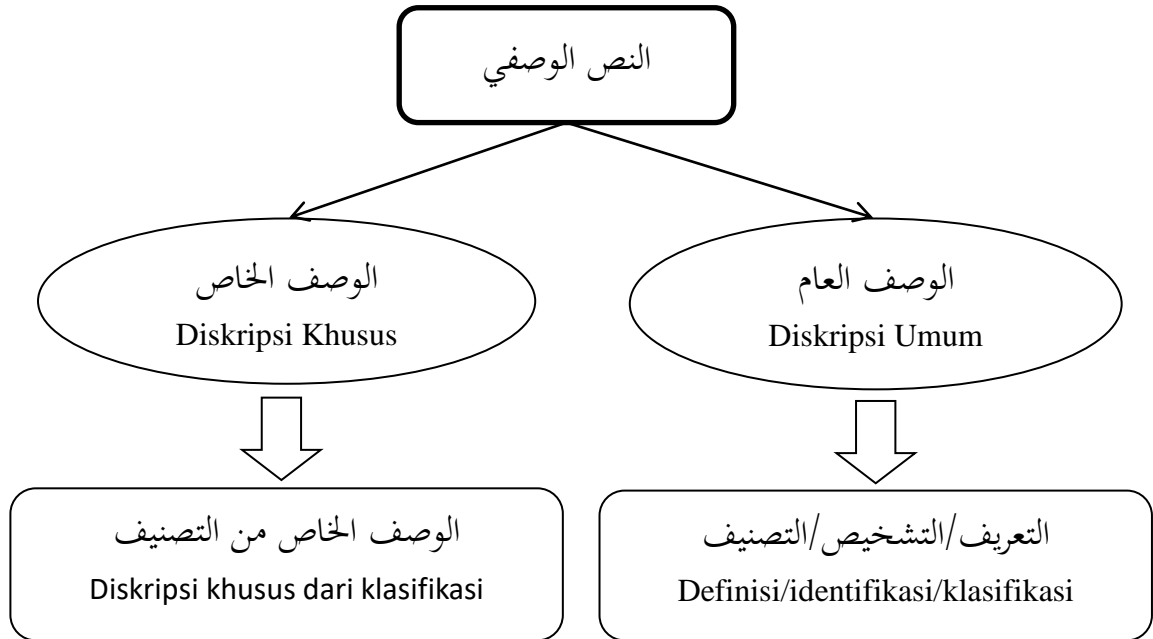 النص الوصفي
الوصف العام
Diskripsi Umum
الوصف الخاص
Diskripsi Khusus
التعريف/التشخيص/التصنيف
Definisi/identifikasi/klasifikasi
الوصف الخاص من التصنيف
Diskripsi khusus dari klasifikasi